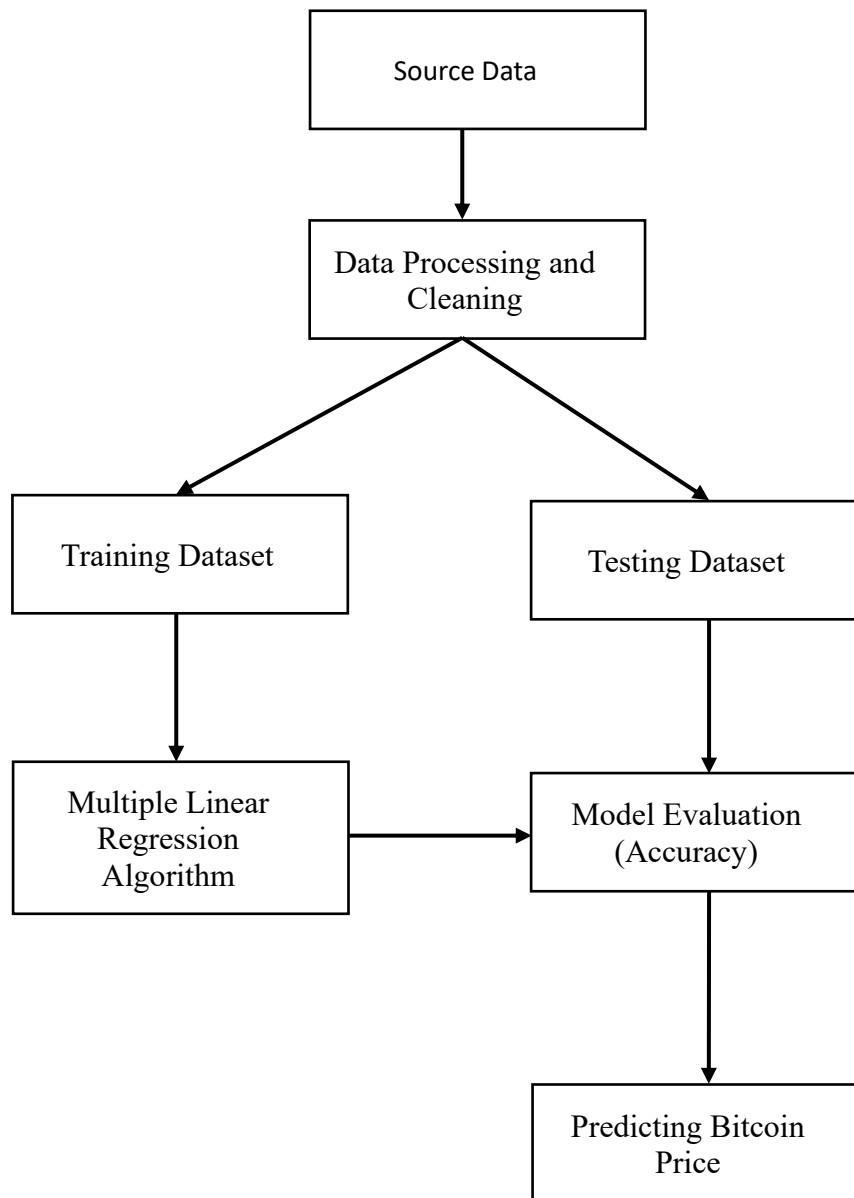 Source Data
Data Processing and
Cleaning
Training Dataset
Testing Dataset
Multiple Linear
Regression
Algorithm
Model Evaluation
(Accuracy)
Predicting Bitcoin
Price